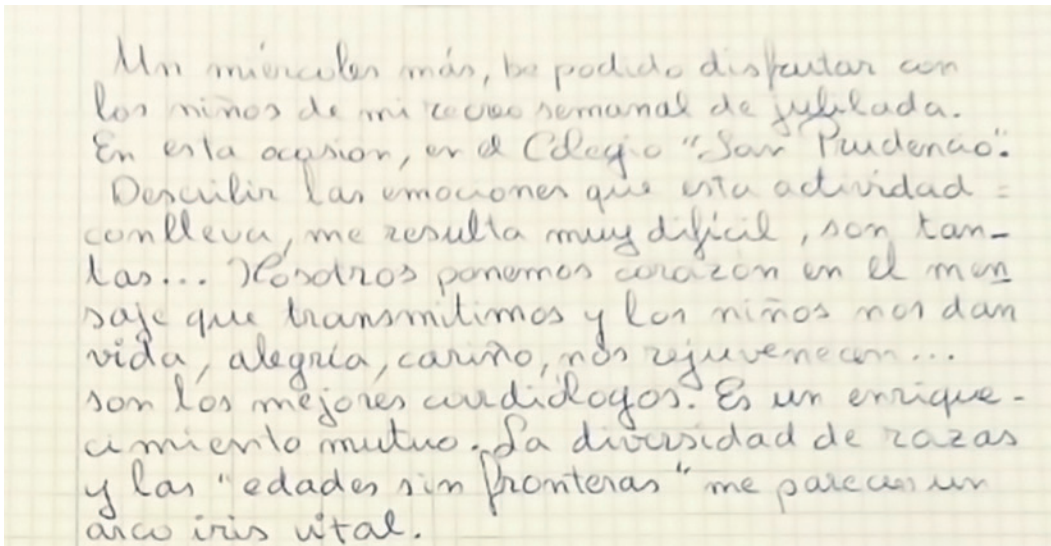 Un miércoles más, he podido disfrutar con
los niños de mi recreo semanal de jubilada.
En esta ocasión, en el Colegio "San Prudencio".
Describir las emociones que esta actividad =
conlleva, me resulta muy difícil, son tan-
tas... Nosotros ponemos corazón en el men
saje que transmitimos y los niños nos dan
vida, alegría, cariño, nos rejuvenecen...
son los mejores cardiólogos. Es un enrique-
cimiento mutuo. La diversidad de razas
y las "edades sin fronteras" me parecen un
arco iris vital.